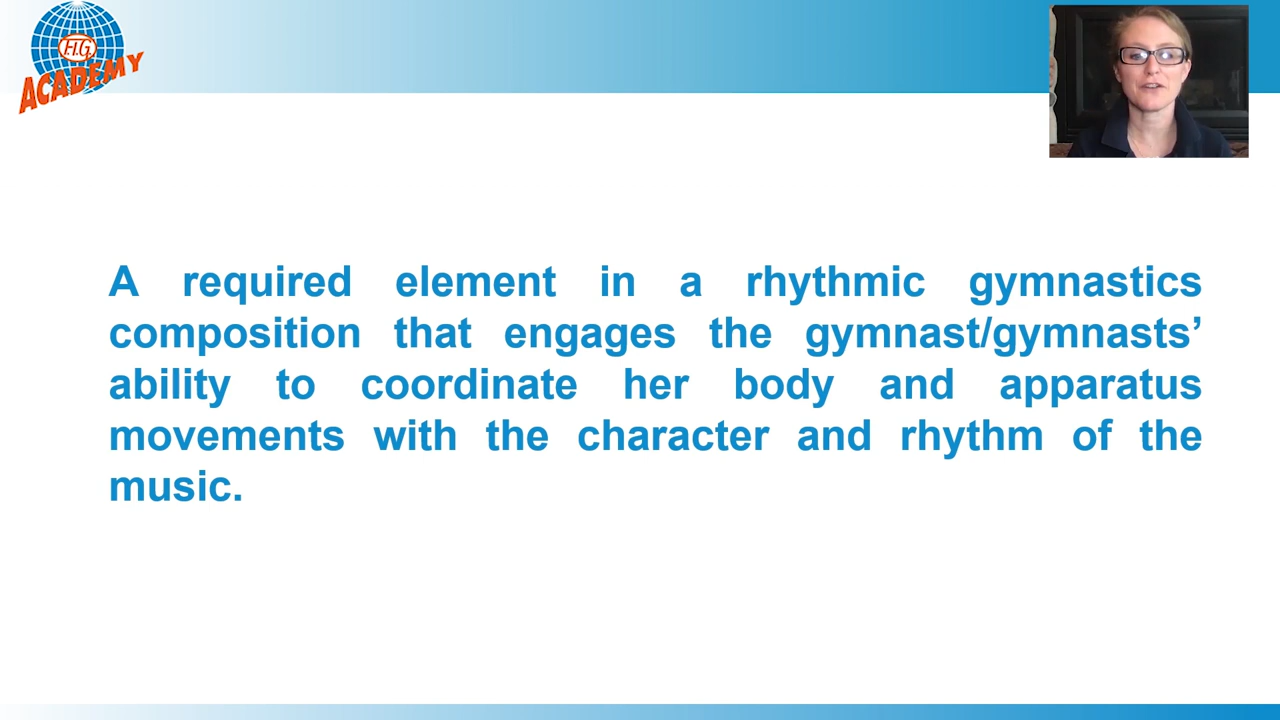 F.I.G.
ACADEMY
A required element in a rhythmic gymnastics
composition that engages the gymnast/gymnasts’
ability to coordinate her body and apparatus
movements with the character and rhythm of the
music.